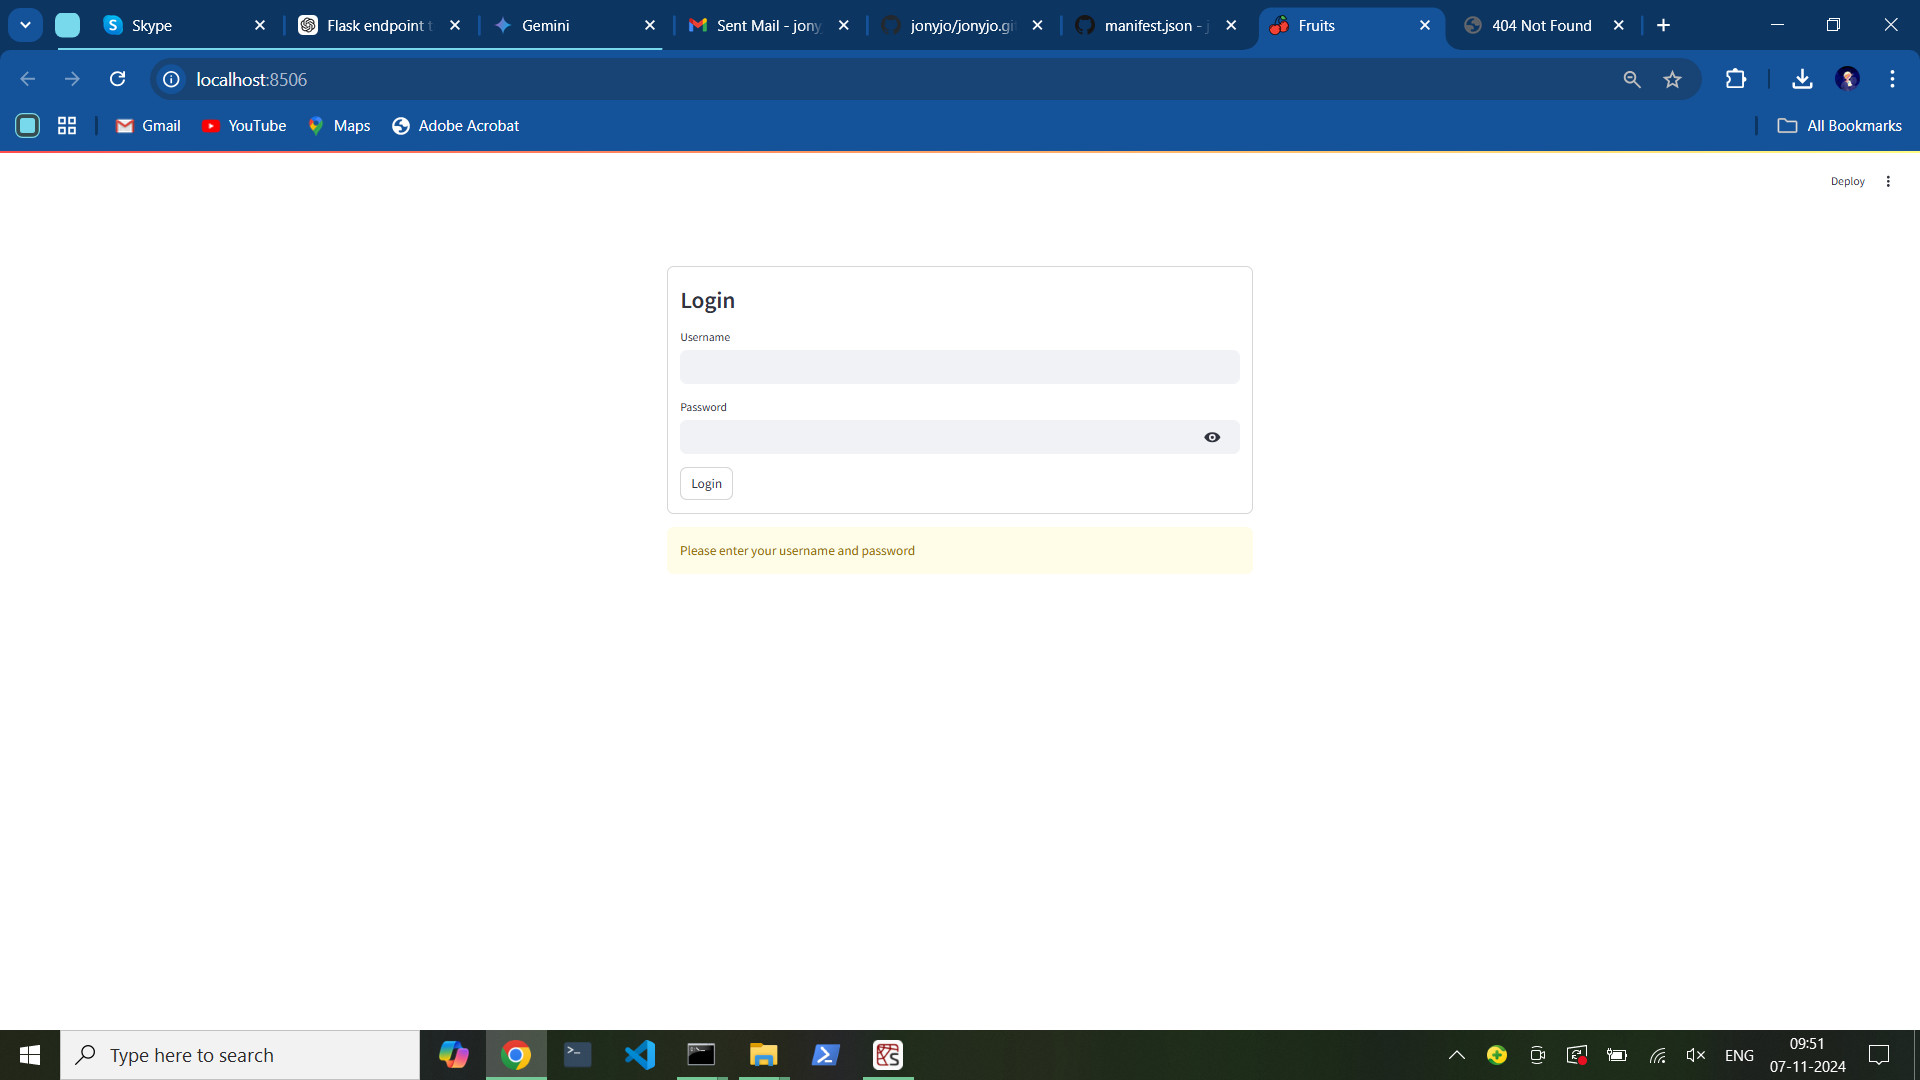 Skype
Flask endpoint t
Gemini
Sent Mail - jony
jonyjo/jonyjo.gi
manifest.json - j
Fruits
404 Not Found
localhost:8506
Gmail
YouTube
Maps
Adobe Acrobat
All Bookmarks
Deploy
Login
Username
Password
Login
Please enter your username and password
Type here to search
ENG
09:51
07-11-2024